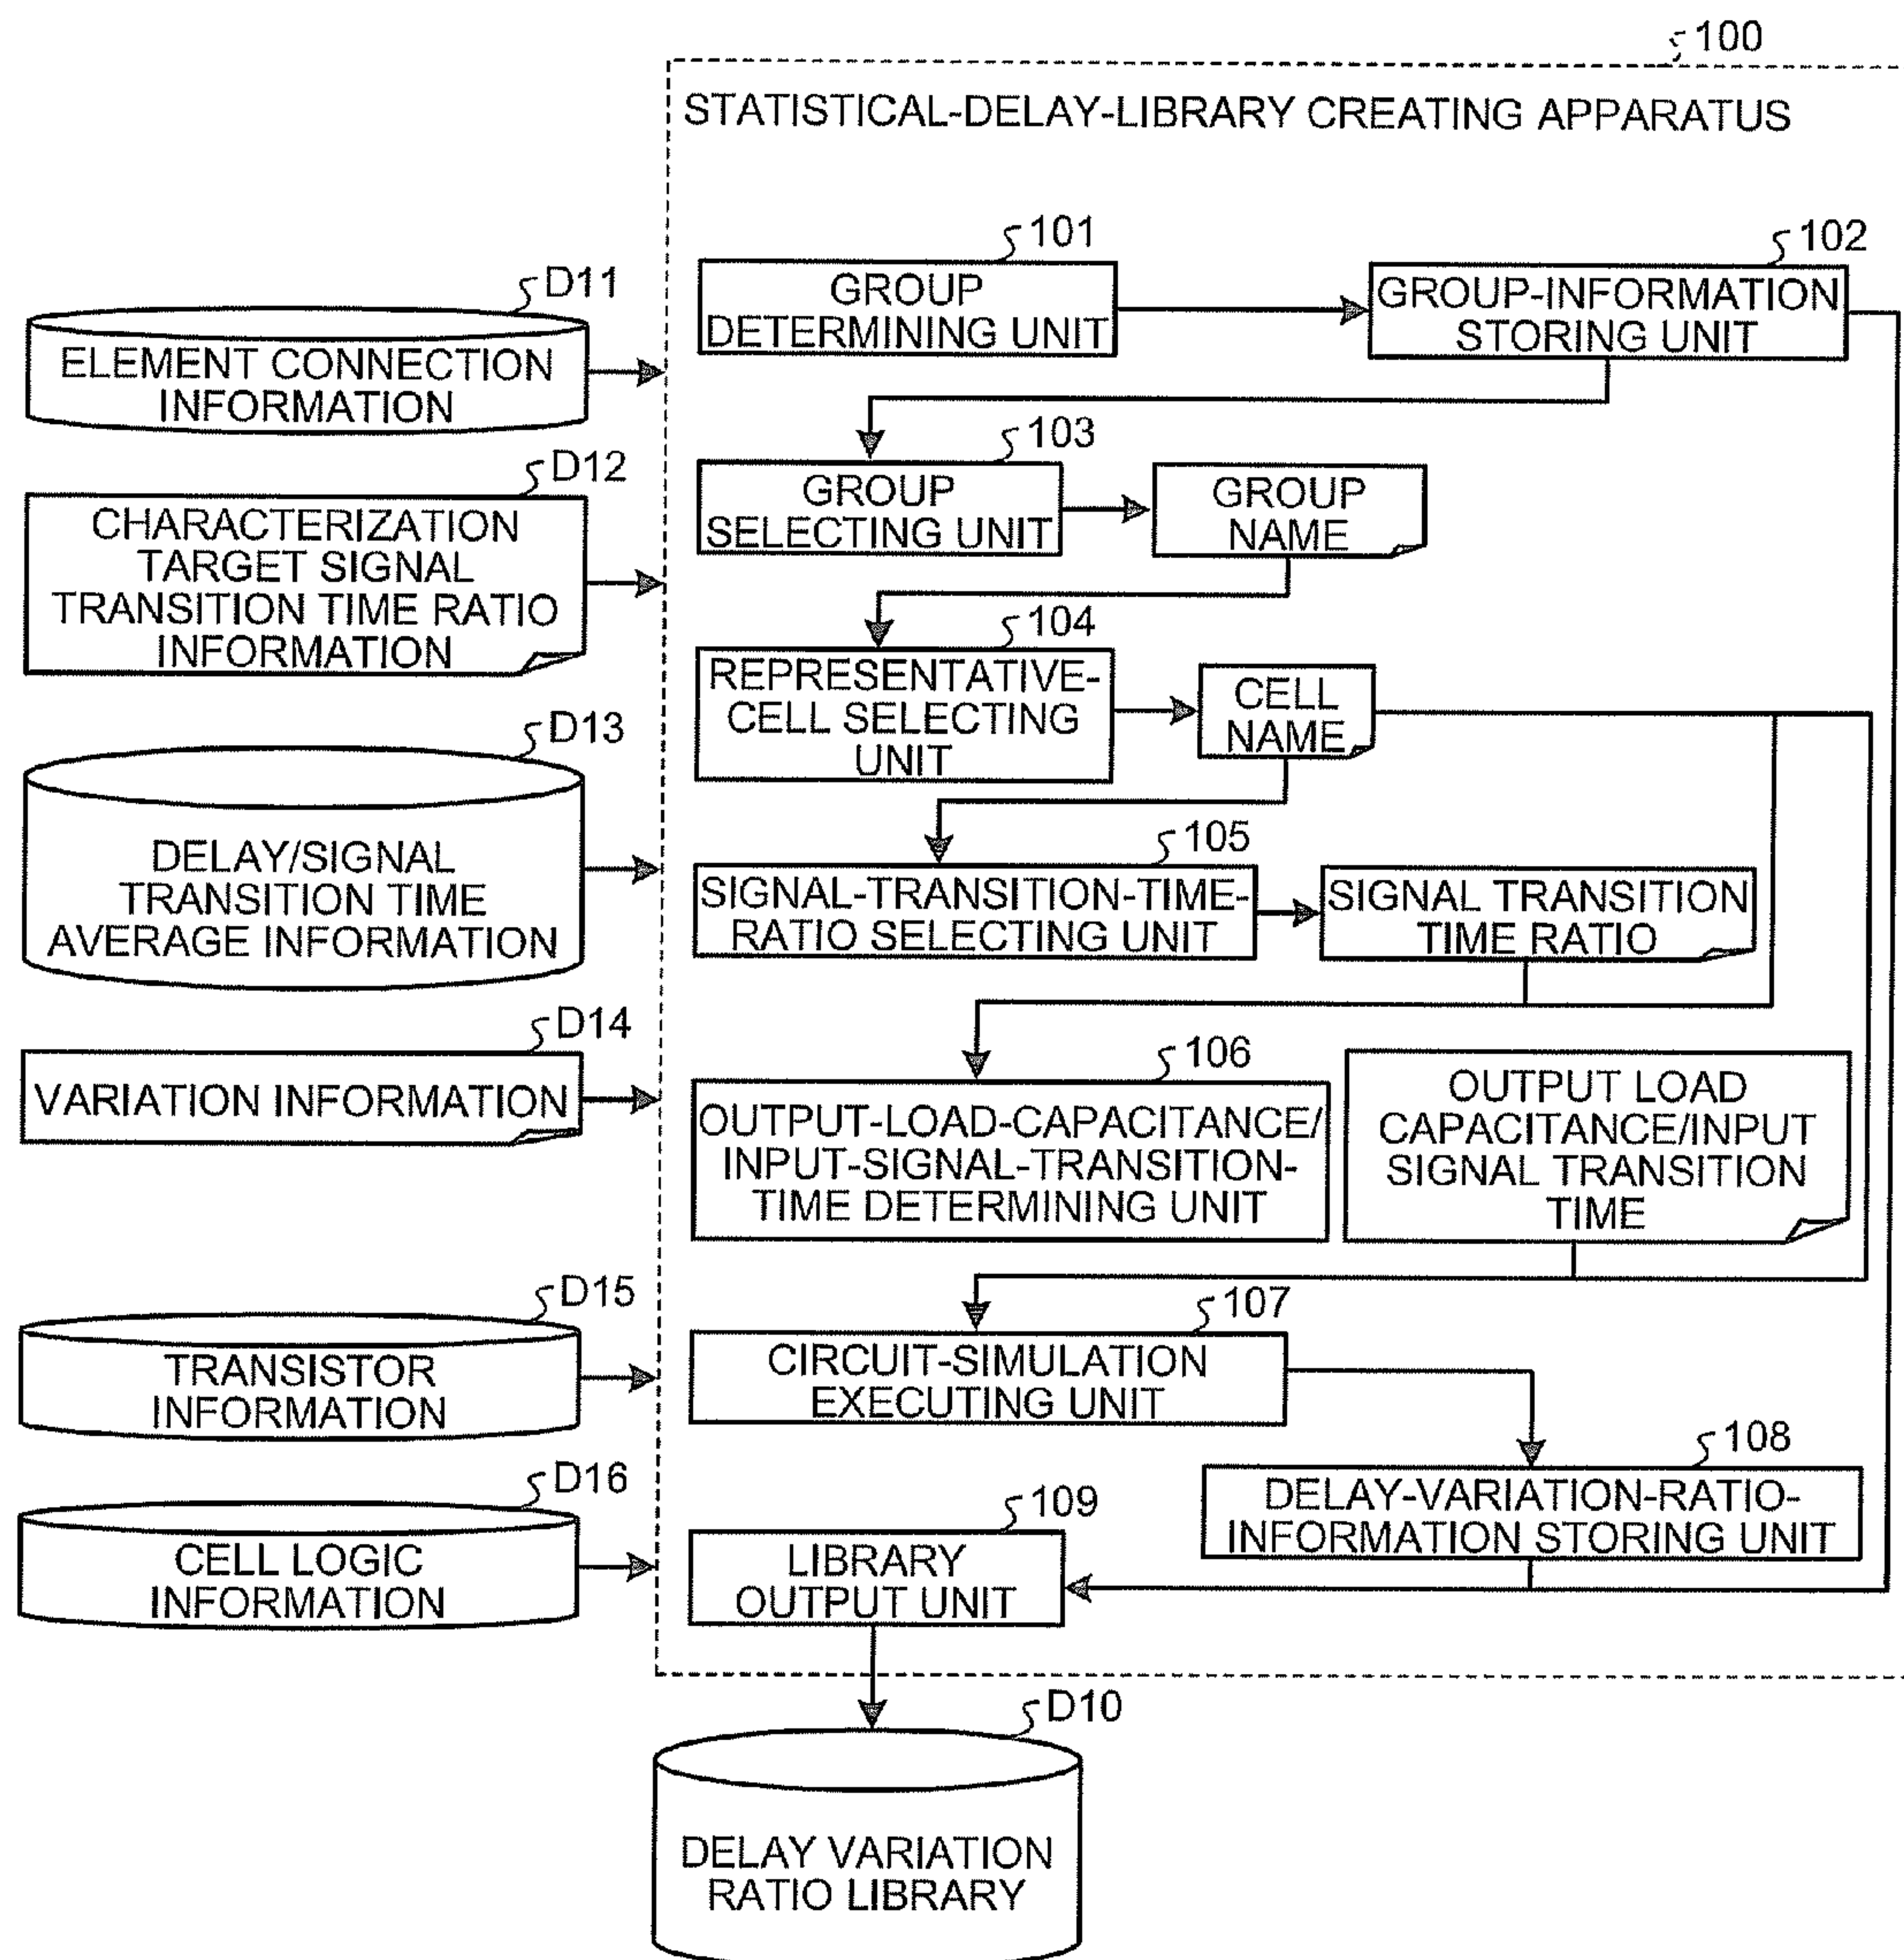 100
STATISTICAL-DELAY-LIBRARY CREATING APPARATUS
D11
ELEMENT CONNECTION
INFORMATION
D12
CHARACTERIZATION
TARGET SIGNAL
TRANSITION TIME RATIO
INFORMATION
D13
DELAY/SIGNAL
TRANSITION TIME
AVERAGE INFORMATION
D14
VARIATION INFORMATION
D15
TRANSISTOR
INFORMATION
D16
CELL LOGIC
INFORMATION
101
GROUP
DETERMINING UNIT
102
GROUP-INFORMATION
STORING UNIT
103
GROUP
SELECTING UNIT
GROUP
NAME
104
REPRESENTATIVE-
CELL SELECTING
UNIT
CELL
NAME
105
SIGNAL-TRANSITION-TIME-
RATIO SELECTING UNIT
SIGNAL TRANSITION
TIME RATIO
106
OUTPUT-LOAD-CAPACITANCE/
INPUT-SIGNAL-TRANSITION-
TIME DETERMINING UNIT
OUTPUT LOAD
CAPACITANCE/INPUT
SIGNAL TRANSITION
TIME
107
CIRCUIT-SIMULATION
EXECUTING UNIT
108
DELAY-VARIATION-RATIO-
INFORMATION STORING UNIT
109
LIBRARY
OUTPUT UNIT
D10
DELAY VARIATION
RATIO LIBRARY